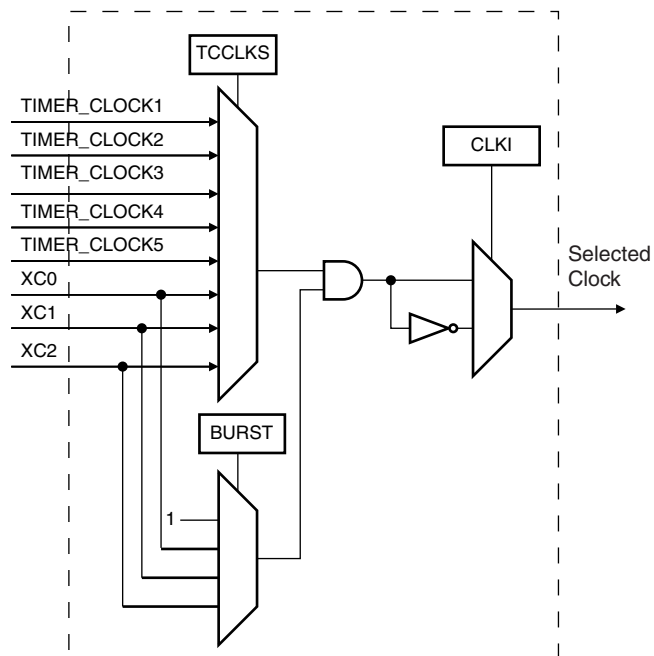 TCCLKS
TIMER_CLOCK1
TIMER_CLOCK2
CLKI
TIMER_CLOCK3
TIMER_CLOCK4
TIMER_CLOCK5
Selected
Clock
XC0
XC1
XC2
BURST
1